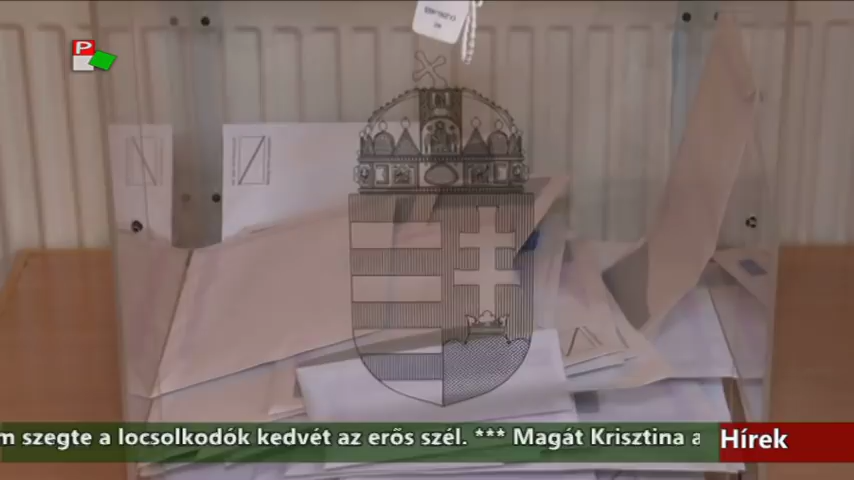 P
m szegte a locsolkodók kedvét az erős szél. *** Magát Krisztina a
Hírek